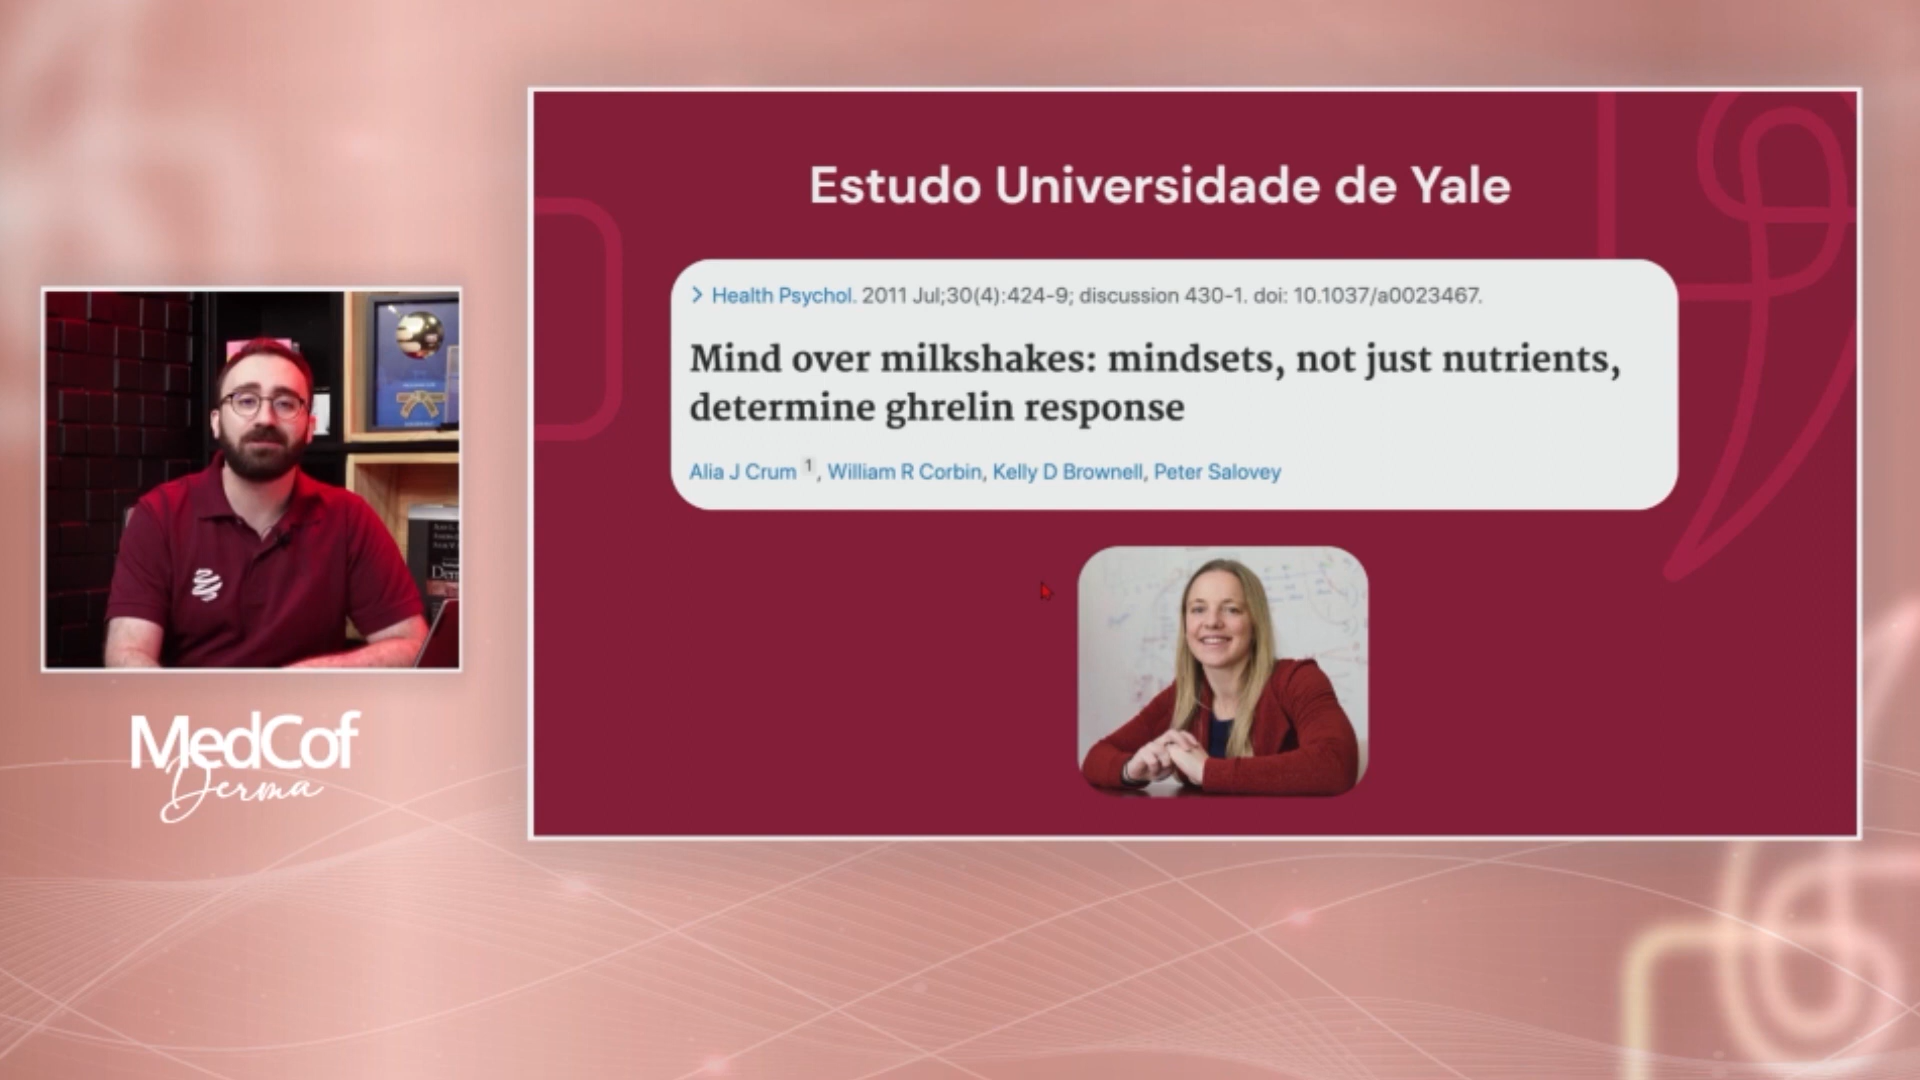 Estudo Universidade de Yale
Health Psychol. 2011 Jul;30(4):424-9; discussion 430-1. doi: 10.1037/a0023467.
Mind over milkshakes: mindsets, not just nutrients,
determine ghrelin response
Alia J Crum 1, William R Corbin, Kelly D Brownell, Peter Salovey
MedCof
Derma